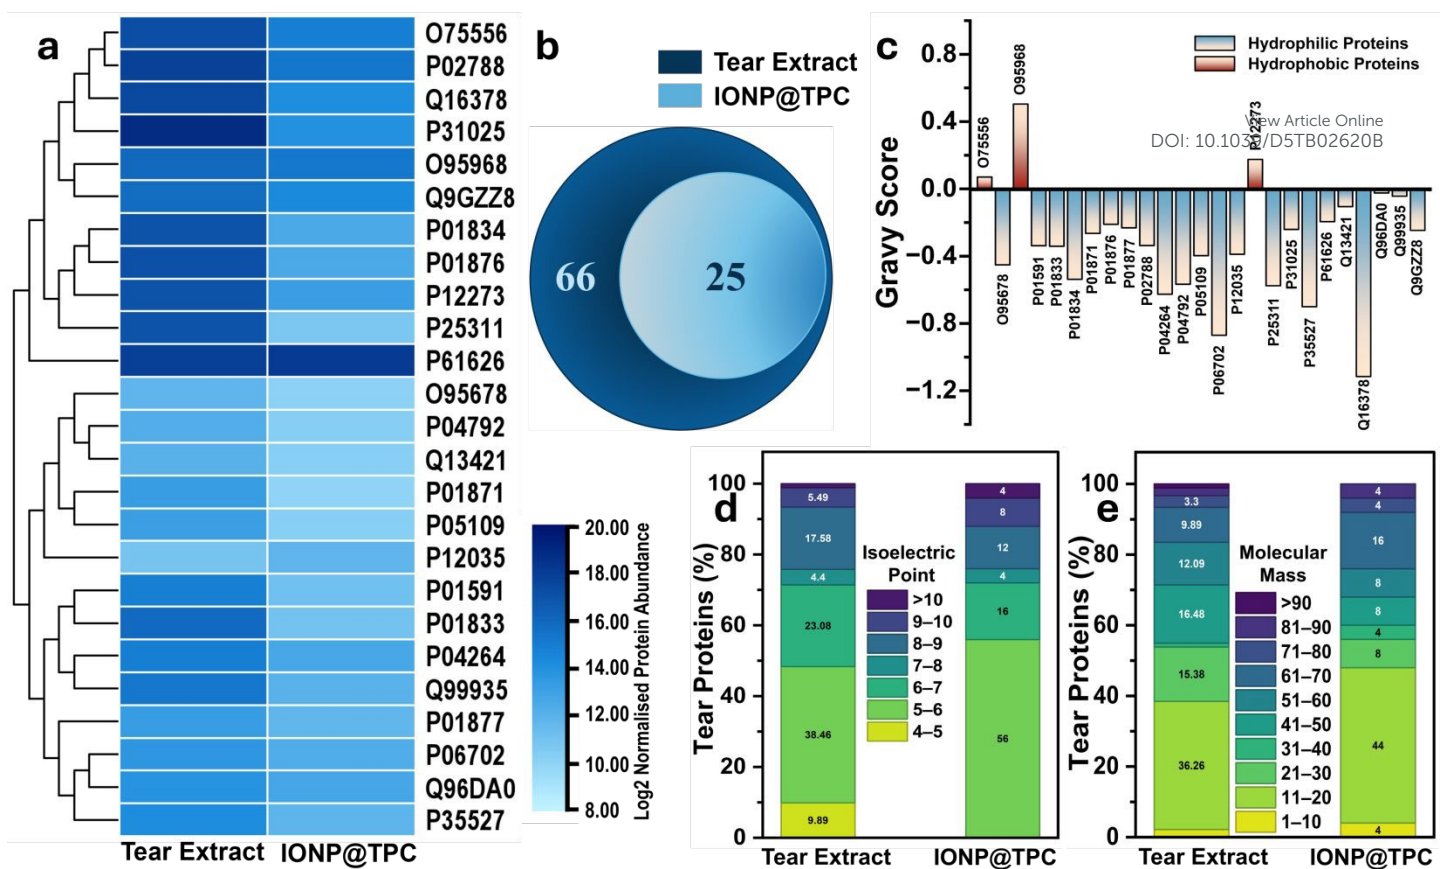 a
O75556
P02788
Q16378
P31025
O95968
Q9GZZ8
P01834
P01876
P12273
P25311
P61626
O95678
P04792
Q13421
P01871
P05109
P12035
P01591
P01833
P04264
Q99935
P01877
P06702
Q96DA0
P35527
Tear Extract
IONP@TPC
20.00
18.00
16.00
14.00
12.00
10.00
8.00
Log2 Normalised Protein Abundance
b
Tear Extract
IONP@TPC
66
25
c
Hydrophilic Proteins
Hydrophobic Proteins
View Article Online
DOI: 10.1039/D5TB02620B
Gravy Score
0.8
0.4
0.0
−0.4
−0.8
−1.2
O75556
O95678
O95968
P01591
P01833
P01834
P01871
P01876
P01877
P02788
P04264
P04792
P05109
P06702
P12035
P12273
P25311
P31025
P35527
P61626
Q13421
Q16378
Q96DA0
Q99935
Q9GZZ8
d
Tear Proteins (%)
100
80
60
40
20
0
5.49
17.58
4.4
23.08
38.46
9.89
Isoelectric
Point
>10
9–10
8–9
7–8
6–7
5–6
4–5
4
8
12
4
16
56
Tear Extract
IONP@TPC
e
Tear Proteins (%)
100
80
60
40
20
0
3.3
9.89
12.09
16.48
15.38
36.26
Molecular
Mass
>90
81–90
71–80
61–70
51–60
41–50
31–40
21–30
11–20
1–10
4
4
16
8
8
4
8
44
4
Tear Extract
IONP@TPC